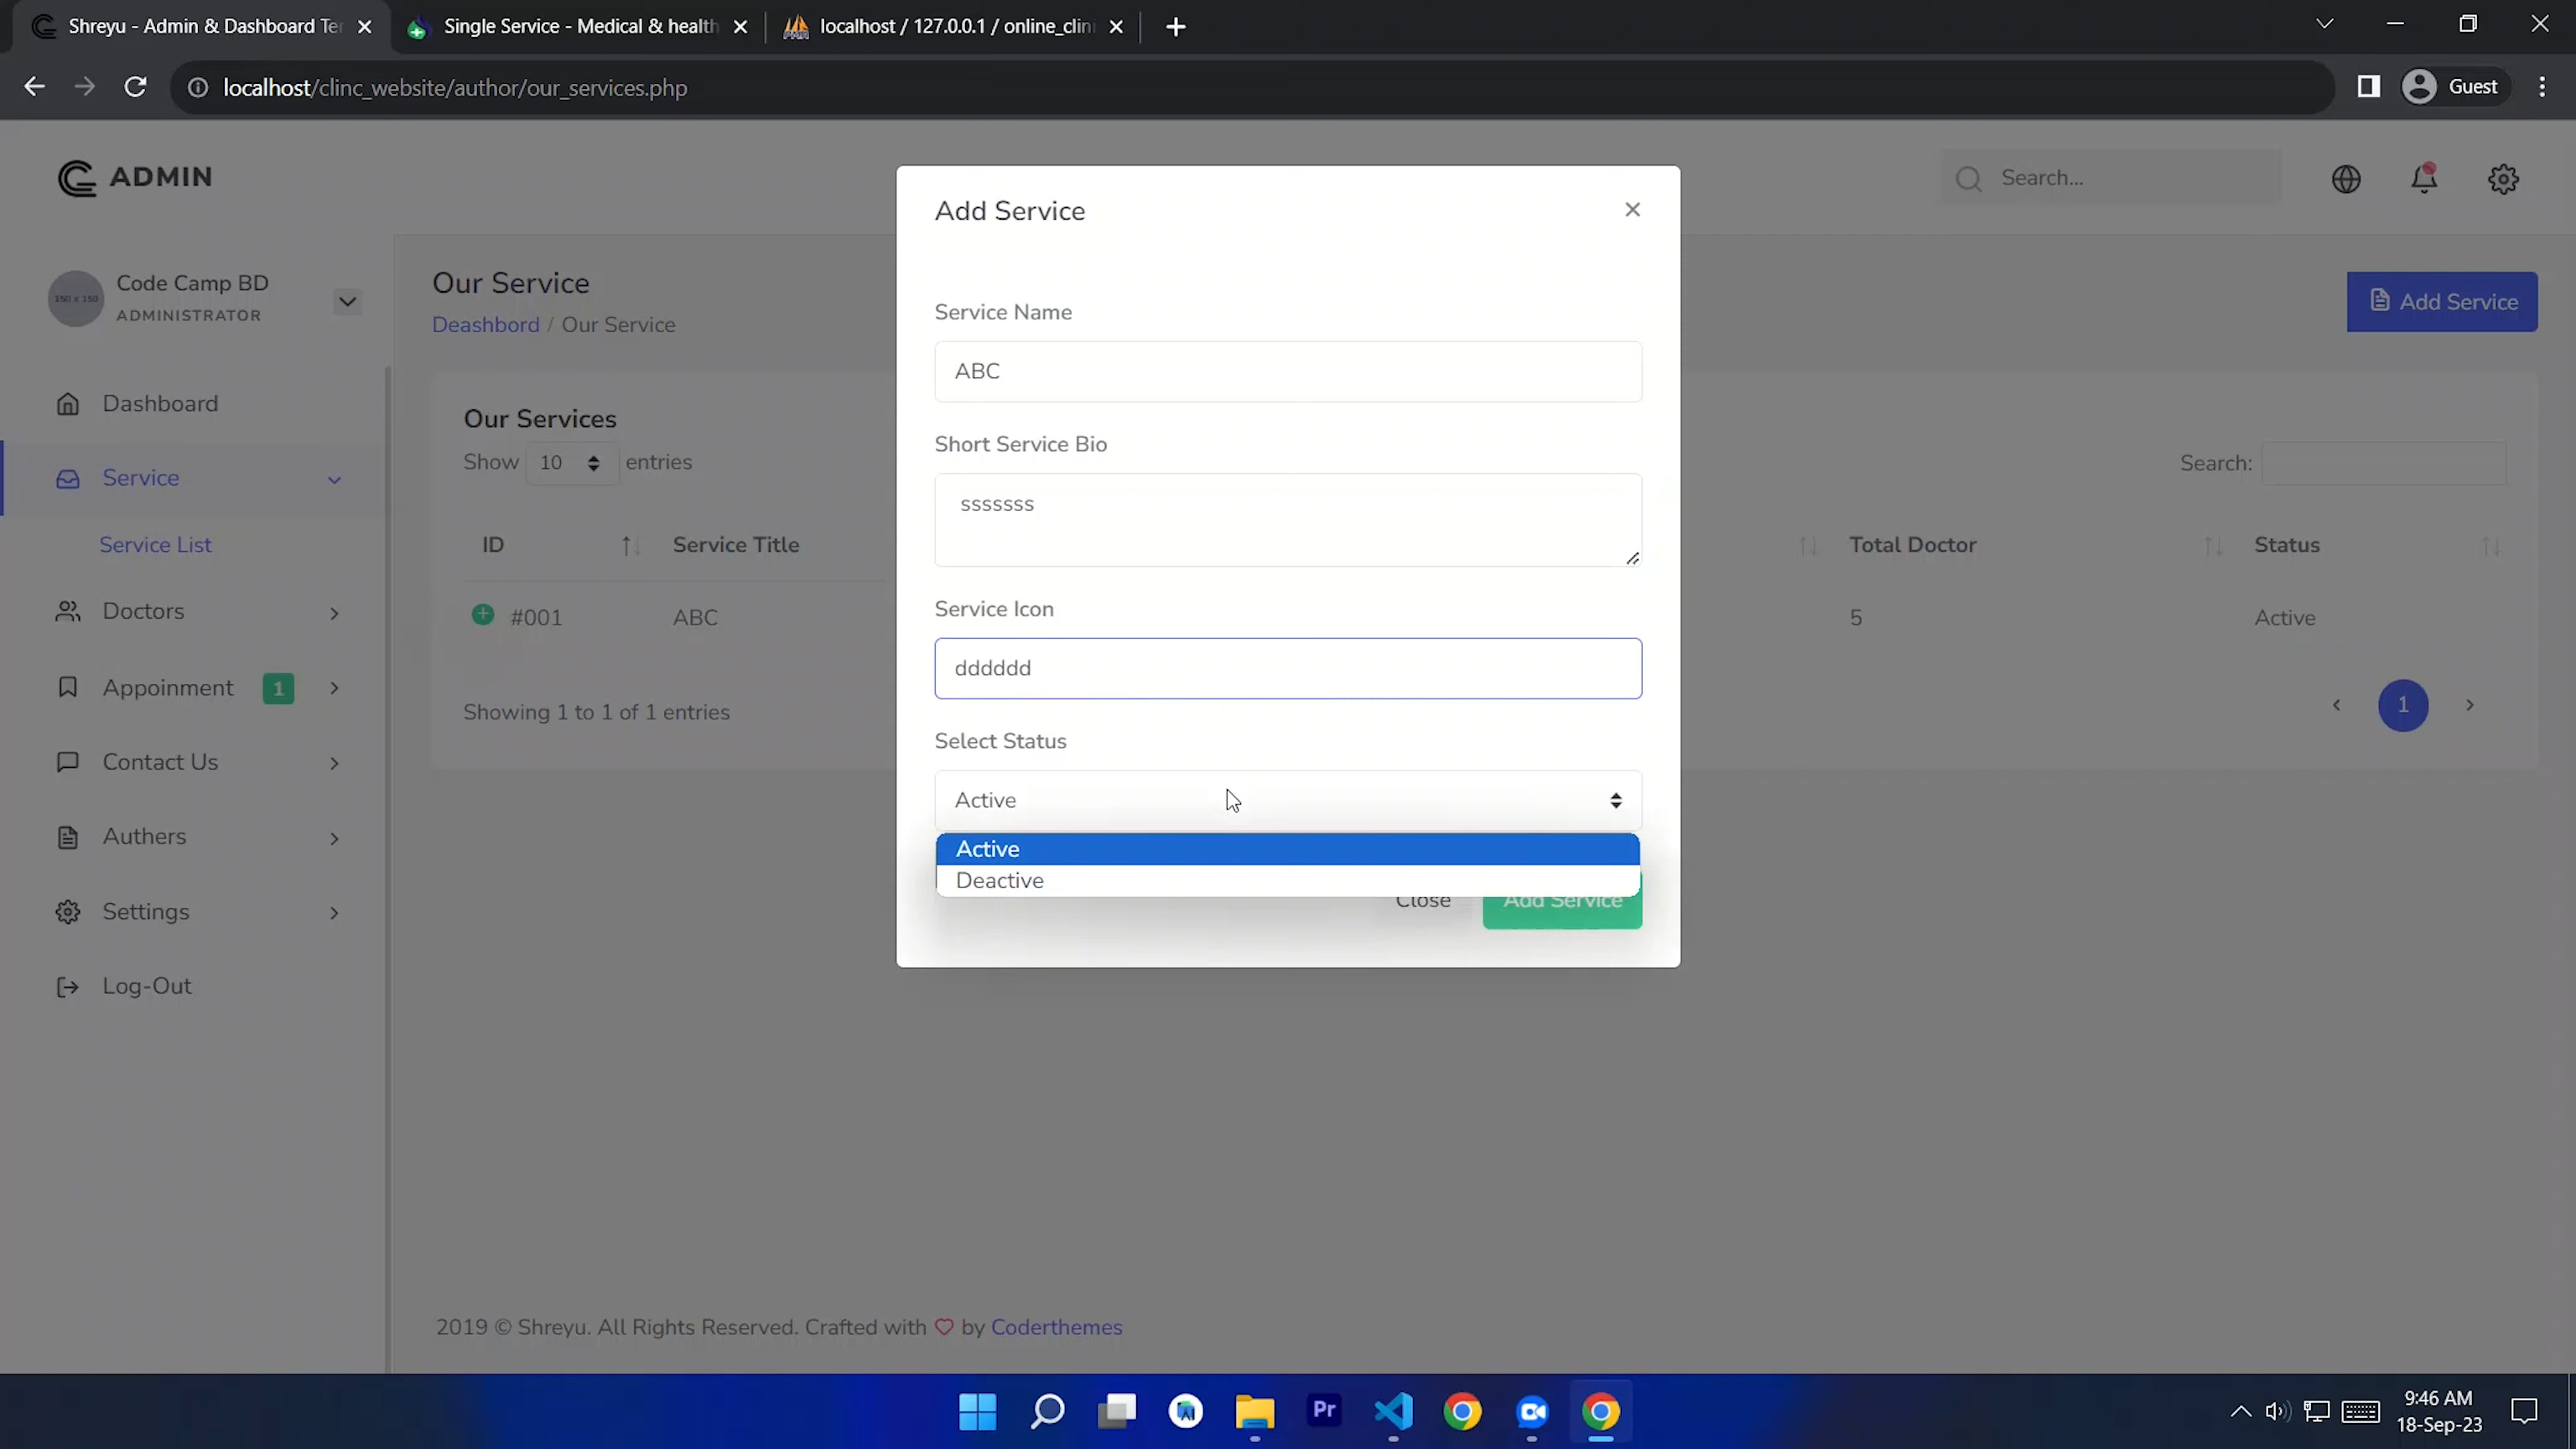 Shreyu - Admin & Dashboard Ter
Single Service - Medical & health
localhost / 127.0.0.1 / online_clini
localhost/clinc_website/author/our_services.php
Guest
ADMIN
Search...
Code Camp BD
ADMINISTRATOR
150 x 150
Dashboard
Service
Service List
Doctors
Appoinment 1
Contact Us
Authers
Settings
Log-Out
Our Service
Deashbord / Our Service
Add Service
Our Services
Show 10 entries
Search:
ID Service Title Total Doctor Status
#001 ABC 5 Active
Showing 1 to 1 of 1 entries
1
Add Service
Service Name
ABC
Short Service Bio
sssssss
Service Icon
dddddd
Select Status
Active
Active
Deactive
Close Add Service
2019 © Shreyu. All Rights Reserved. Crafted with by Coderthemes
Pr
9:46 AM
18-Sep-23